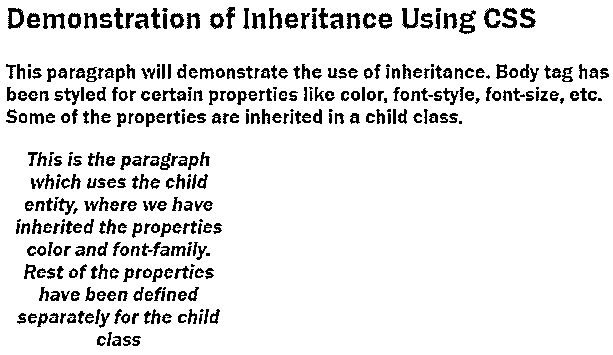 Demonstration of Inheritance Using CSS
This paragraph will demonstrate the use of inheritance. Body tag has
been styled for certain properties like color, font-style, font-size, etc.
Some of the properties are inherited in a child class.
This is the paragraph
which uses the child
entity, where we have
inherited the properties
color and font-family.
Rest of the properties
have been defined
separately for the child
class